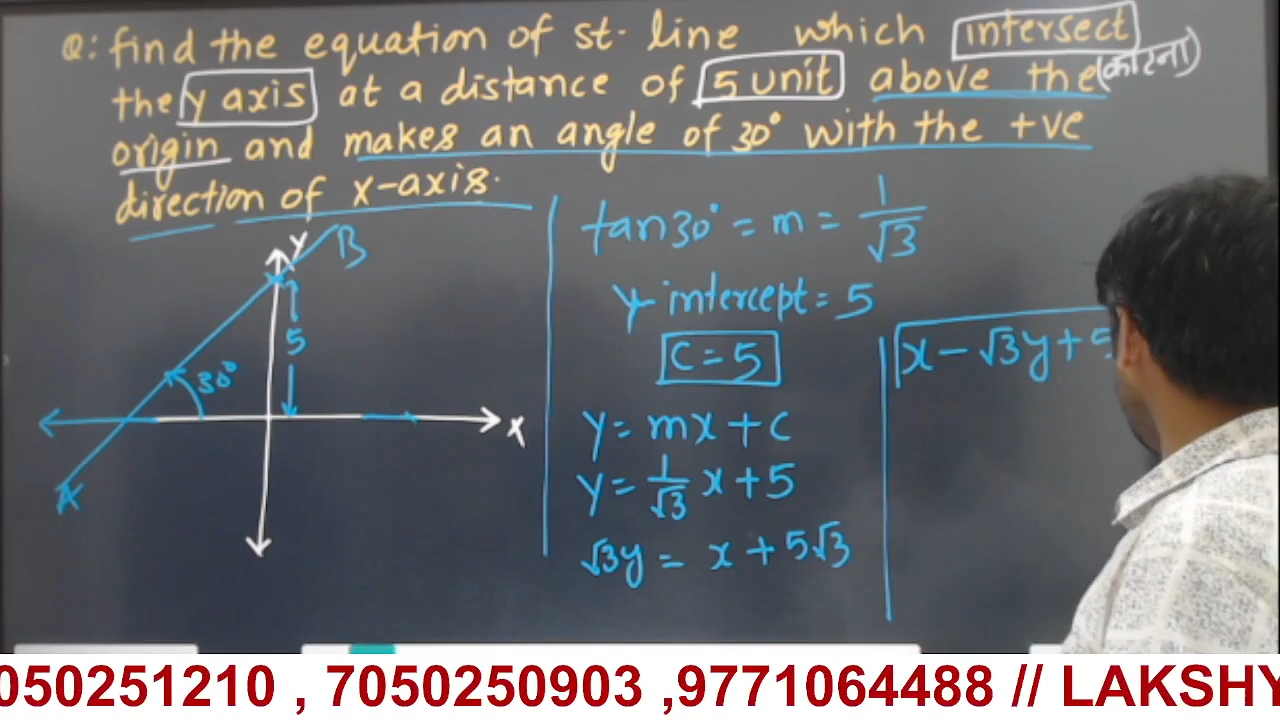 Q: find the equation of st. line which intersect
(काटना)
the y axis at a distance of 5 unit above the
origin and makes an angle of 30° with the +ve
direction of x-axis.
Y
B
5
30°
X
A
tan30° = m = 1/√3
y-intercept = 5
C = 5
y = mx + c
y = 1/√3 x + 5
√3y = x + 5√3
x - √3y + 5
050251210 , 7050250903 ,9771064488 // LAKSHY